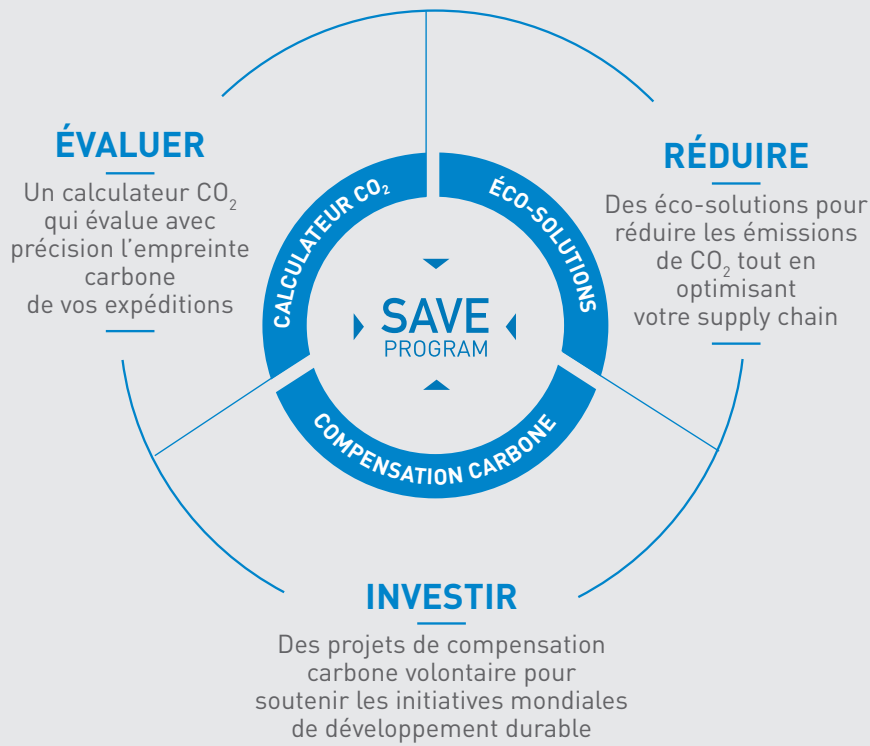 ÉVALUER
Un calculateur CO₂
qui évalue avec
précision l'empreinte
carbone
de vos expéditions
RÉDUIRE
Des éco-solutions pour
réduire les émissions
de CO₂ tout en
optimisant
votre supply chain
CALCULATEUR CO₂
ÉCO-SOLUTIONS
SAVE
PROGRAM
COMPENSATION CARBONE
INVESTIR
Des projets de compensation
carbone volontaire pour
soutenir les initiatives mondiales
de développement durable